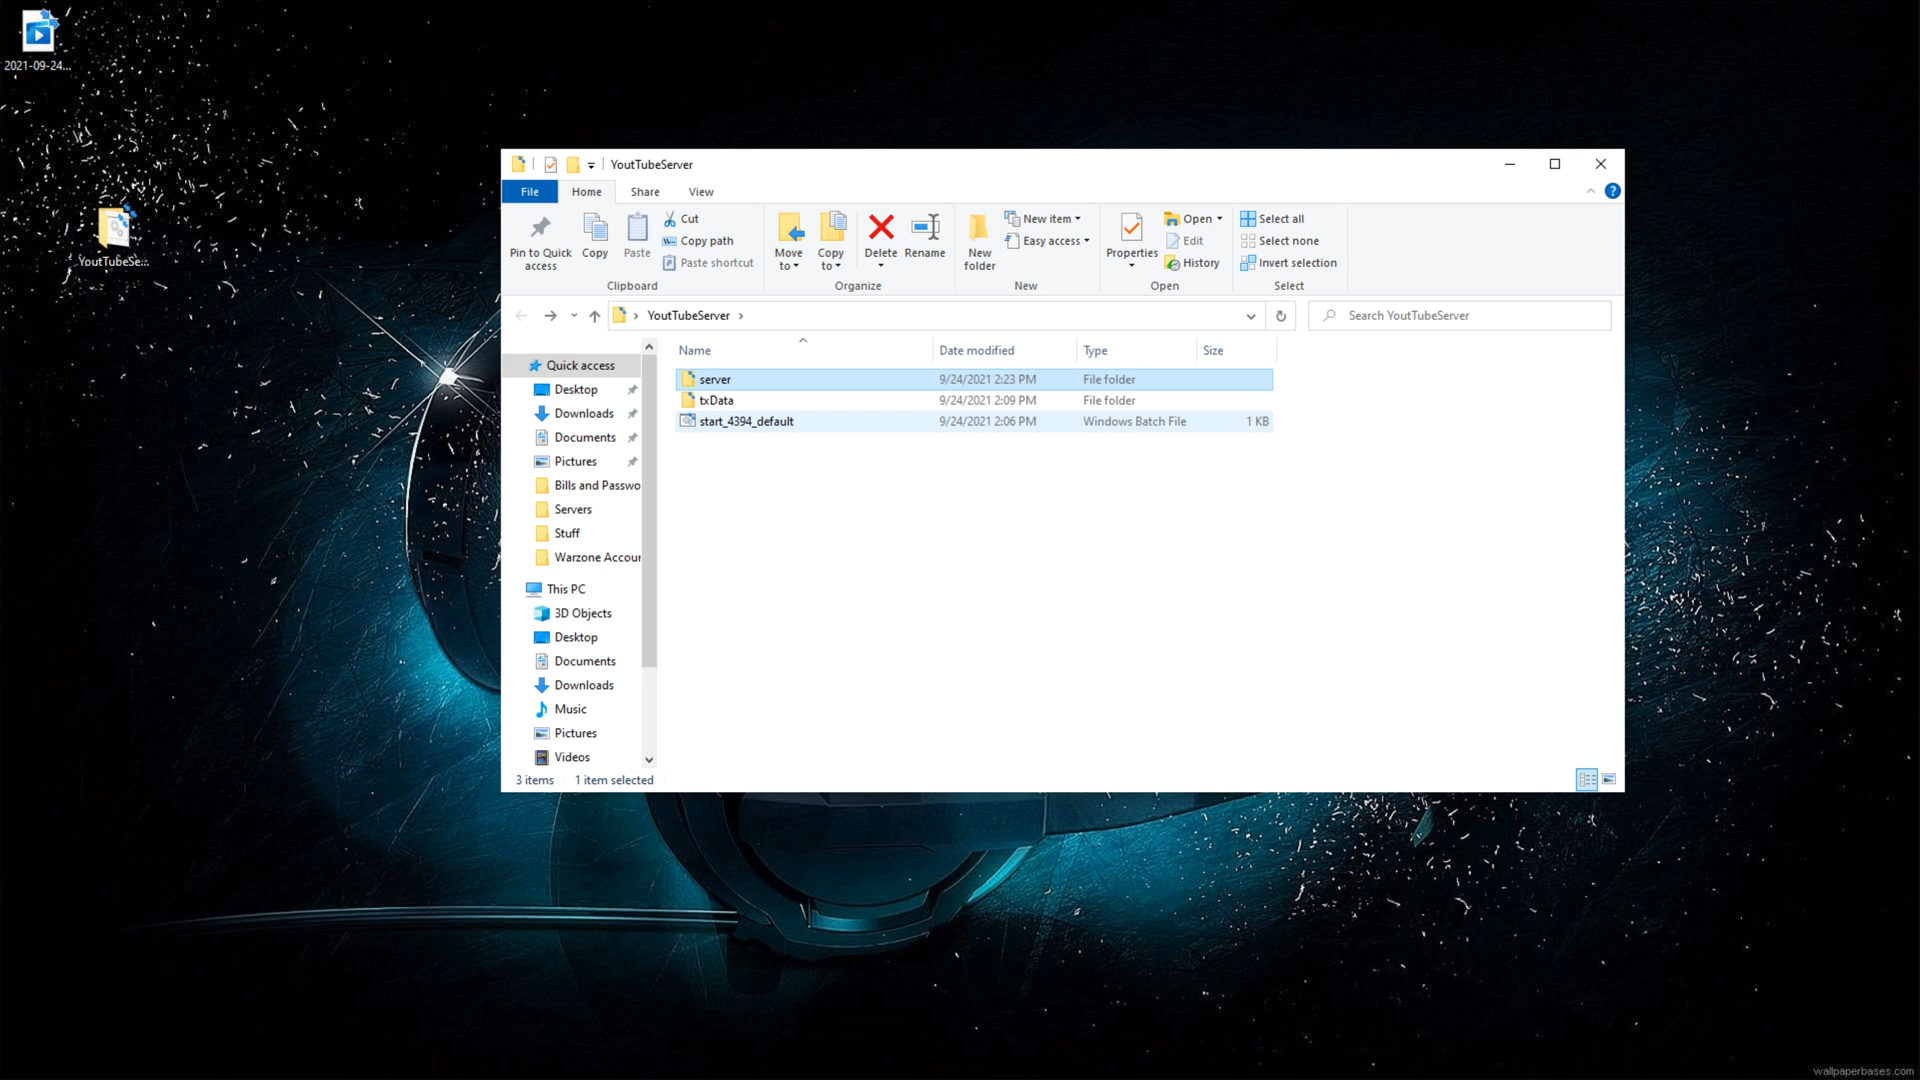 2021-09-24...
YoutTubeSe...
YoutTubeServer
File Home Share View
Pin to Quick access
Copy
Paste
Cut
Copy path
Paste shortcut
Clipboard
Move to
Copy to
Delete
Rename
Organize
New folder
New item
Easy access
New
Properties
Open
Edit
History
Open
Select all
Select none
Invert selection
Select
YoutTubeServer
Search YoutTubeServer
Quick access
Desktop
Downloads
Documents
Pictures
Bills and Passwo
Servers
Stuff
Warzone Accour
This PC
3D Objects
Desktop
Documents
Downloads
Music
Pictures
Videos
Name Date modified Type Size
server 9/24/2021 2:23 PM File folder
txData 9/24/2021 2:09 PM File folder
start_4394_default 9/24/2021 2:06 PM Windows Batch File 1 KB
3 items 1 item selected
wallpaperbases.com